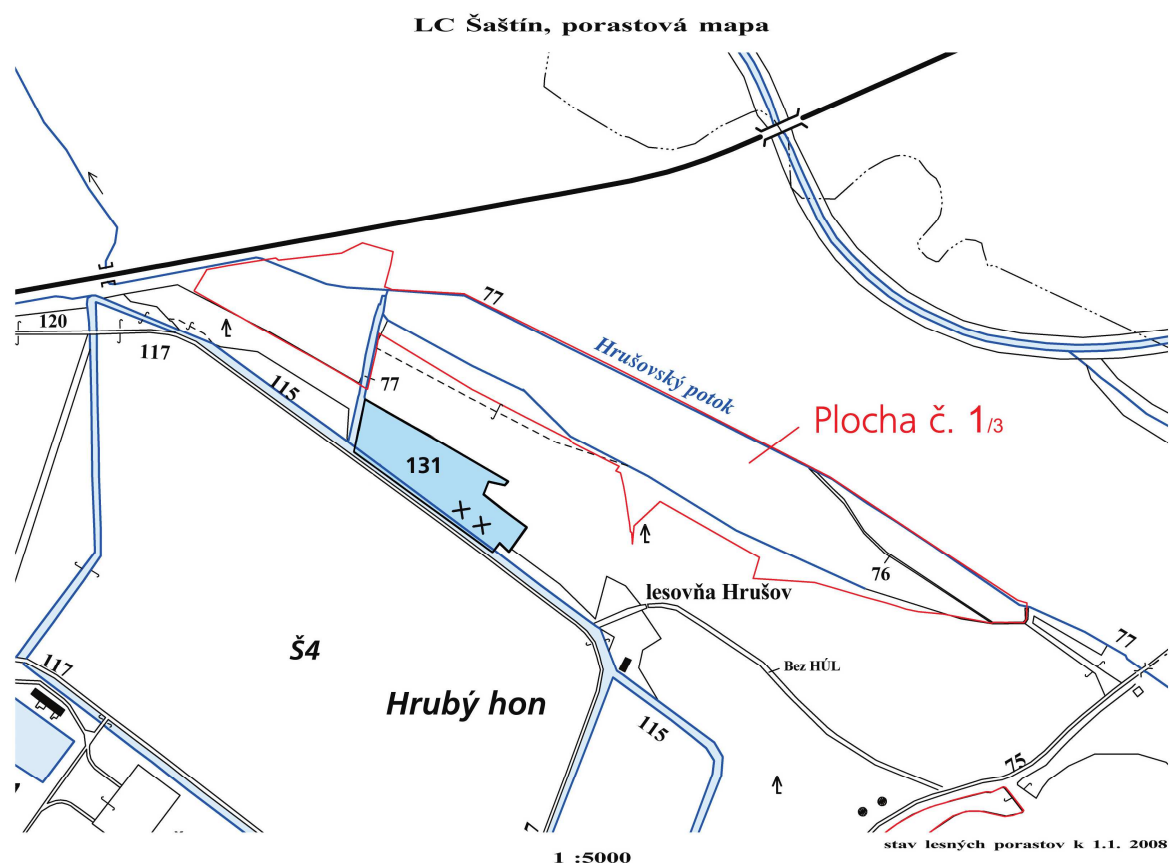 LC Šaštín, porastová mapa
77
120
117
Hrušovský potok
115
77
Plocha č. 1/3
131
76
lesovňa Hrušov
77
Š4
117
Bez HÚL
Hrubý hon
115
75
stav lesných porastov k 1.1. 2008
1 :5000